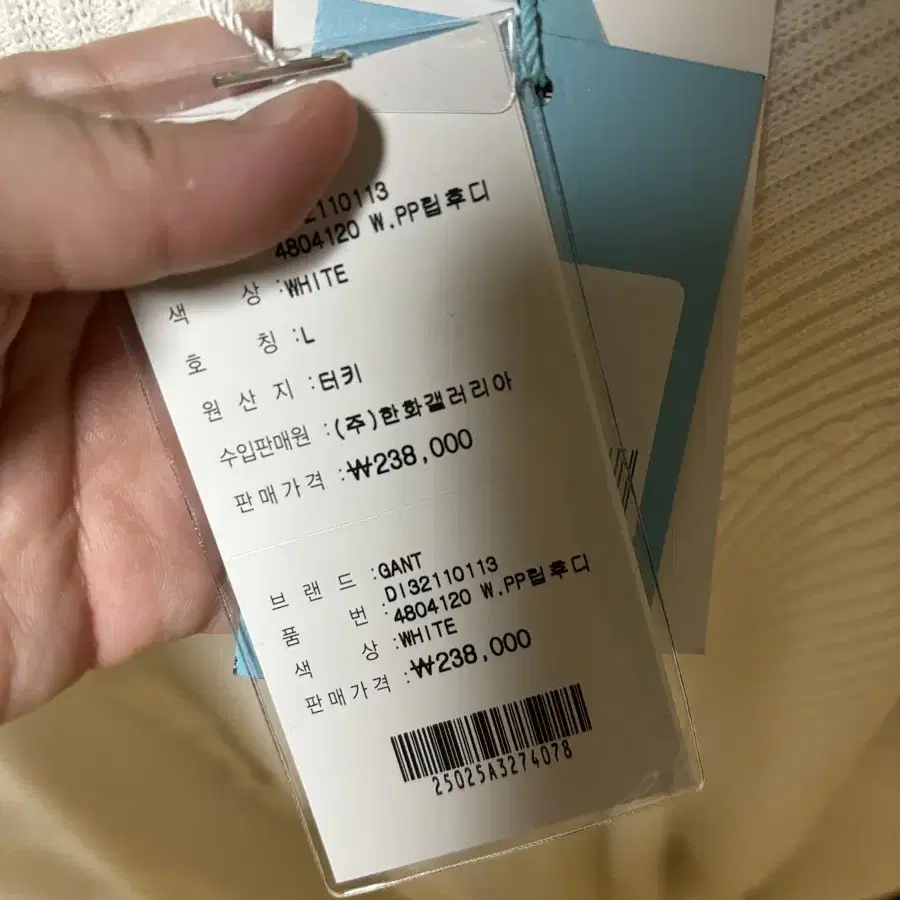 2110113
4804120 W.PP립후디
색 상 :WHITE
호 칭 :L
원 산 지 :터키
수입판매원 :(주)한화갤러리아
판매가격 :₩238,000
브 랜 드 :GANT
품 번 : DI32110113
4804120 W.PP립후디
색 상 :WHITE
판매가격 :₩238,000
25025A3274078